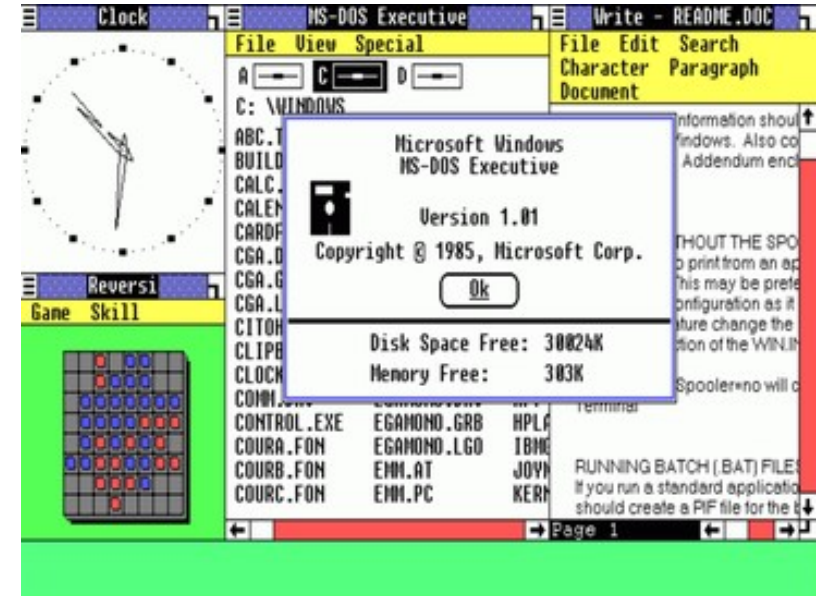 Clock
MS-DOS Executive
File View Special
A C D
C: \WINDOWS
ABC.T
BUILD
CALC.
CALEN
CARDF
CGA.D
CGA.G
CGA.L
CITOH
CLIPB
CLOCK
CONTROL.EXE EGAMONO.GRB HPLA
COURA.FON EGAMONO.LGO IBMG
COURB.FON EMM.AT JOYM
COURC.FON EMM.PC KERN
Microsoft Windows
MS-DOS Executive
Version 1.01
Copyright © 1985, Microsoft Corp.
Ok
Disk Space Free: 30024K
Memory Free: 303K
Write - README.DOC
File Edit Search
Character Paragraph
Document
nformation shoul
indows. Also co
Addendum encl
THOUT THE SPO
o print from an ap
This may be prefe
onfiguration as it
ature change the
ction of the WIN.IN
Spooler=no will c
Terminal
RUNNING BATCH (.BAT) FILES
If you run a standard applicatio
should create a PIF file for the b
Page 1
Reversi
Game Skill